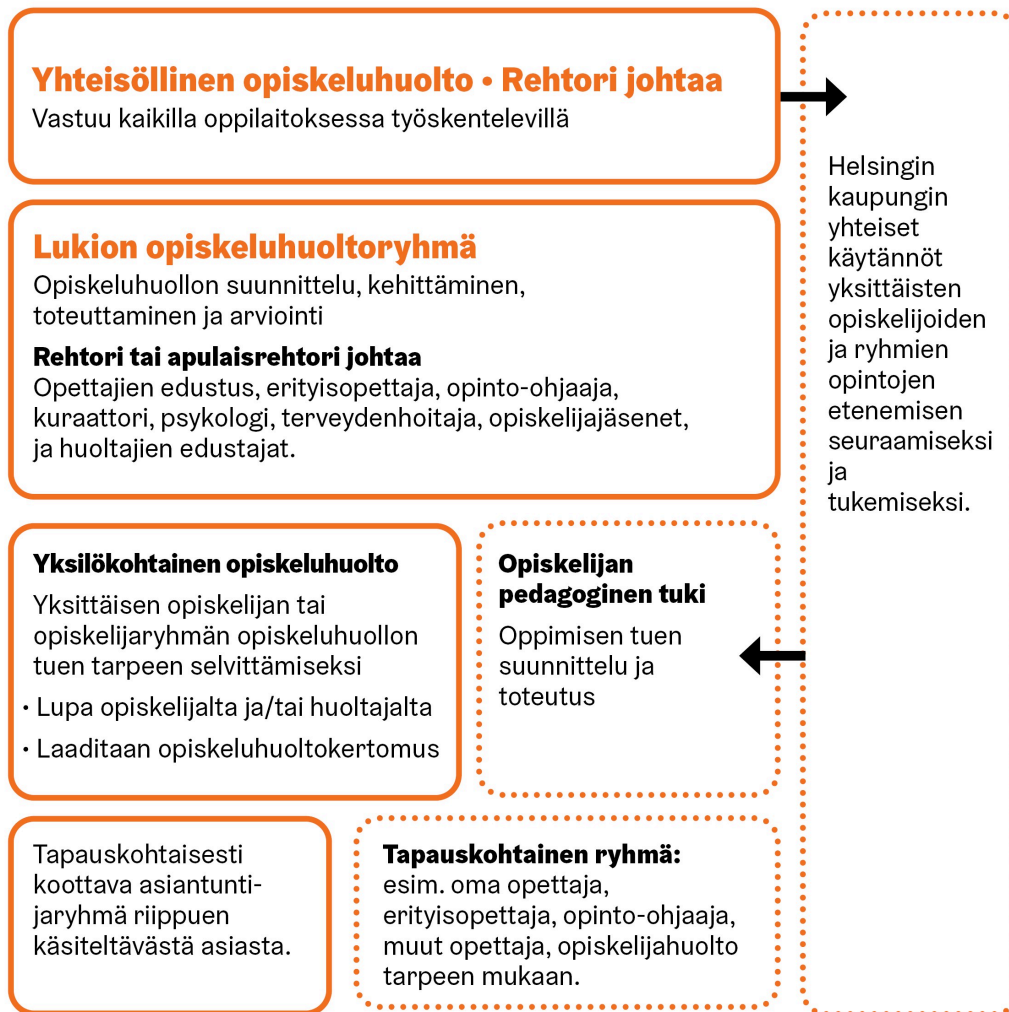 Yhteisöllinen opiskeluhuolto • Rehtori johtaa
Vastuu kaikilla oppilaitoksessa työskentelevillä
Lukion opiskeluhuoltoryhmä
Opiskeluhuollon suunnittelu, kehittäminen,
toteuttaminen ja arviointi
Rehtori tai apulaisrehtori johtaa
Opettajien edustus, erityisopettaja, opinto-ohjaaja,
kuraattori, psykologi, terveydenhoitaja, opiskelijajäsenet,
ja huoltajien edustajat.
Yksilökohtainen opiskeluhuolto
Yksittäisen opiskelijan tai
opiskelijaryhmän opiskeluhuollon
tuen tarpeen selvittämiseksi
• Lupa opiskelijalta ja/tai huoltajalta
• Laaditaan opiskeluhuoltokertomus
Opiskelijan
pedagoginen tuki
Oppimisen tuen
suunnittelu ja
toteutus
Tapauskohtaisesti
koottava asiantunti-
jaryhmä riippuen
käsiteltävästä asiasta.
Tapauskohtainen ryhmä:
esim. oma opettaja,
erityisopettaja, opinto-ohjaaja,
muut opettaja, opiskelijahuolto
tarpeen mukaan.
Helsingin
kaupungin
yhteiset
käytännöt
yksittäisten
opiskelijoiden
ja ryhmien
opintojen
etenemisen
seuraamiseksi
ja
tukemiseksi.